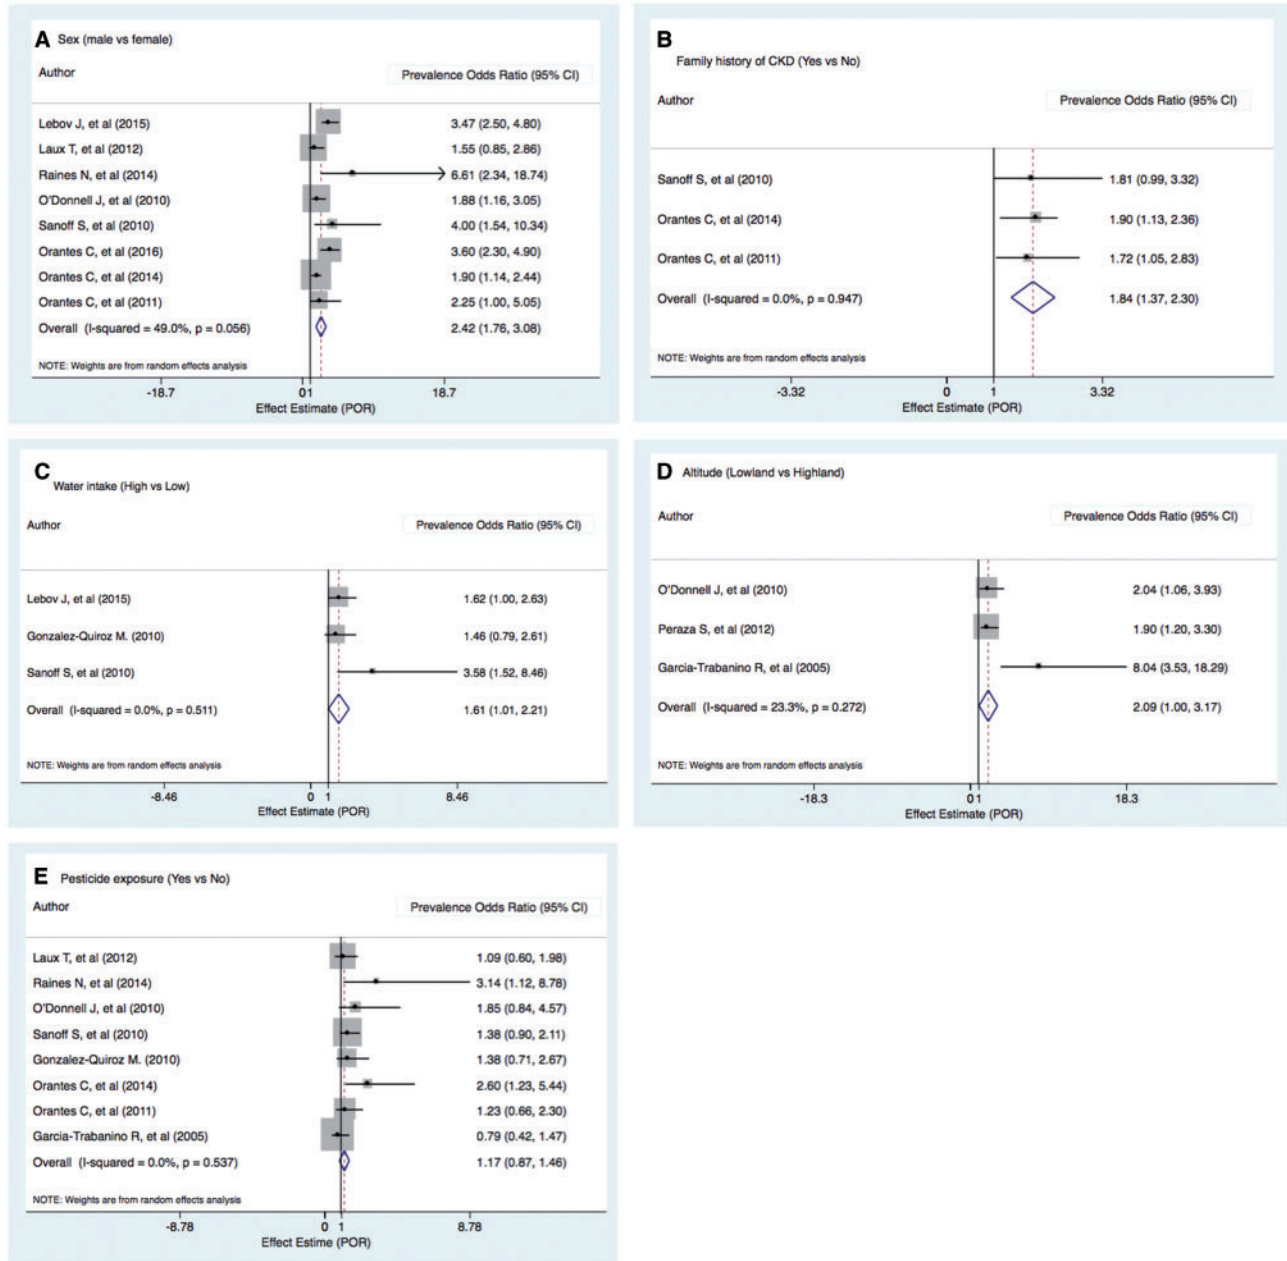 A Sex (male vs female)
Author Prevalence Odds Ratio (95% CI)
Lebov J, et al (2015) 3.47 (2.50, 4.80)
Laux T, et al (2012) 1.55 (0.85, 2.86)
Raines N, et al (2014) 6.61 (2.34, 18.74)
O'Donnell J, et al (2010) 1.88 (1.16, 3.05)
Sanoff S, et al (2010) 4.00 (1.54, 10.34)
Orantes C, et al (2016) 3.60 (2.30, 4.90)
Orantes C, et al (2014) 1.90 (1.14, 2.44)
Orantes C, et al (2011) 2.25 (1.00, 5.05)
Overall (I-squared = 49.0%, p = 0.056) 2.42 (1.76, 3.08)
NOTE: Weights are from random effects analysis
-18.7 0 1 18.7
Effect Estimate (POR)
B
Family history of CKD (Yes vs No)
Author Prevalence Odds Ratio (95% CI)
Sanoff S, et al (2010) 1.81 (0.99, 3.32)
Orantes C, et al (2014) 1.90 (1.13, 2.36)
Orantes C, et al (2011) 1.72 (1.05, 2.83)
Overall (I-squared = 0.0%, p = 0.947) 1.84 (1.37, 2.30)
NOTE: Weights are from random effects analysis
-3.32 0 1 3.32
Effect Estimate (POR)
C
Water intake (High vs Low)
Author Prevalence Odds Ratio (95% CI)
Lebov J, et al (2015) 1.62 (1.00, 2.63)
Gonzalez-Quiroz M. (2010) 1.46 (0.79, 2.61)
Sanoff S, et al (2010) 3.58 (1.52, 8.46)
Overall (I-squared = 0.0%, p = 0.511) 1.61 (1.01, 2.21)
NOTE: Weights are from random effects analysis
-8.46 0 1 8.46
Effect Estimate (POR)
D Altitude (Lowland vs Highland)
Author Prevalence Odds Ratio (95% CI)
O'Donnell J, et al (2010) 2.04 (1.06, 3.93)
Peraza S, et al (2012) 1.90 (1.20, 3.30)
Garcia-Trabanino R, et al (2005) 8.04 (3.53, 18.29)
Overall (I-squared = 23.3%, p = 0.272) 2.09 (1.00, 3.17)
NOTE: Weights are from random effects analysis
-18.3 0 1 18.3
Effect Estimate (POR)
E Pesticide exposure (Yes vs No)
Author Prevalence Odds Ratio (95% CI)
Laux T, et al (2012) 1.09 (0.60, 1.98)
Raines N, et al (2014) 3.14 (1.12, 8.78)
O'Donnell J, et al (2010) 1.85 (0.84, 4.57)
Sanoff S, et al (2010) 1.38 (0.90, 2.11)
Gonzalez-Quiroz M. (2010) 1.38 (0.71, 2.67)
Orantes C, et al (2014) 2.60 (1.23, 5.44)
Orantes C, et al (2011) 1.23 (0.66, 2.30)
Garcia-Trabanino R, et al (2005) 0.79 (0.42, 1.47)
Overall (I-squared = 0.0%, p = 0.537) 1.17 (0.87, 1.46)
NOTE: Weights are from random effects analysis
-8.78 0 1 8.78
Effect Estime (POR)